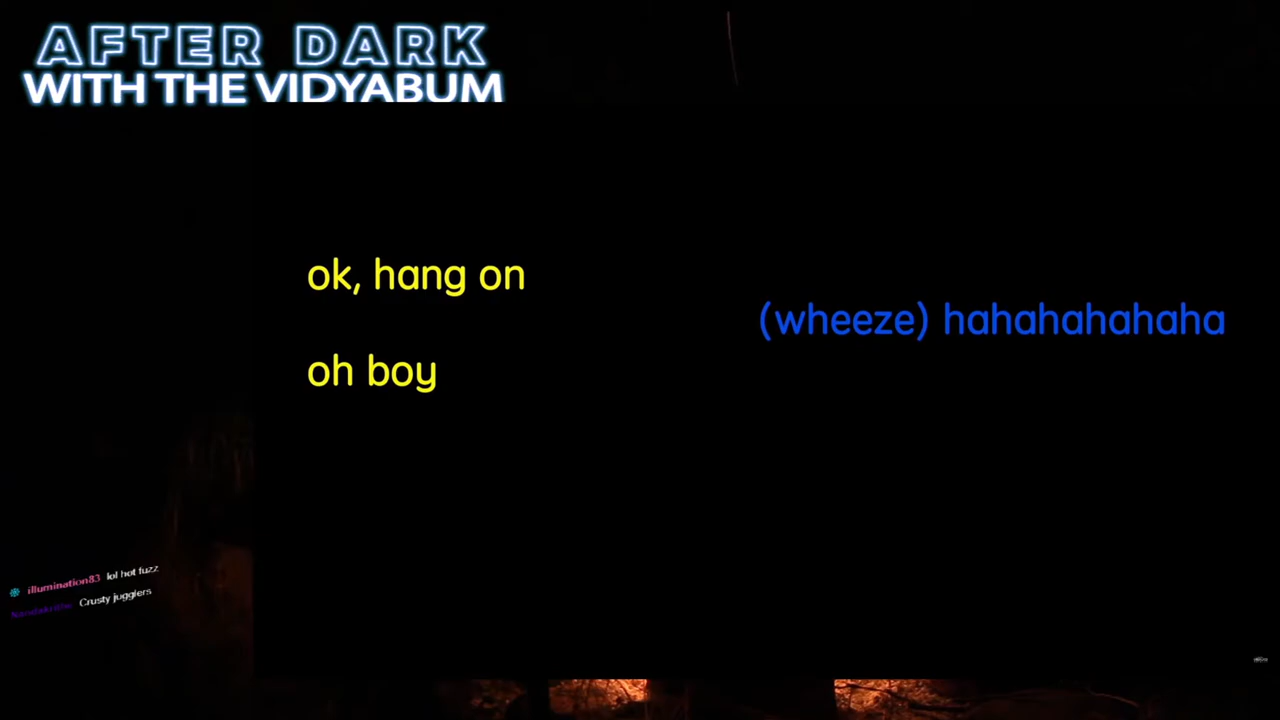 AFTER DARK
WITH THE VIDYABUM
ok, hang on
(wheeze) hahahahahaha
oh boy
illumination83 lol hot fuzz
Crusty jugglers